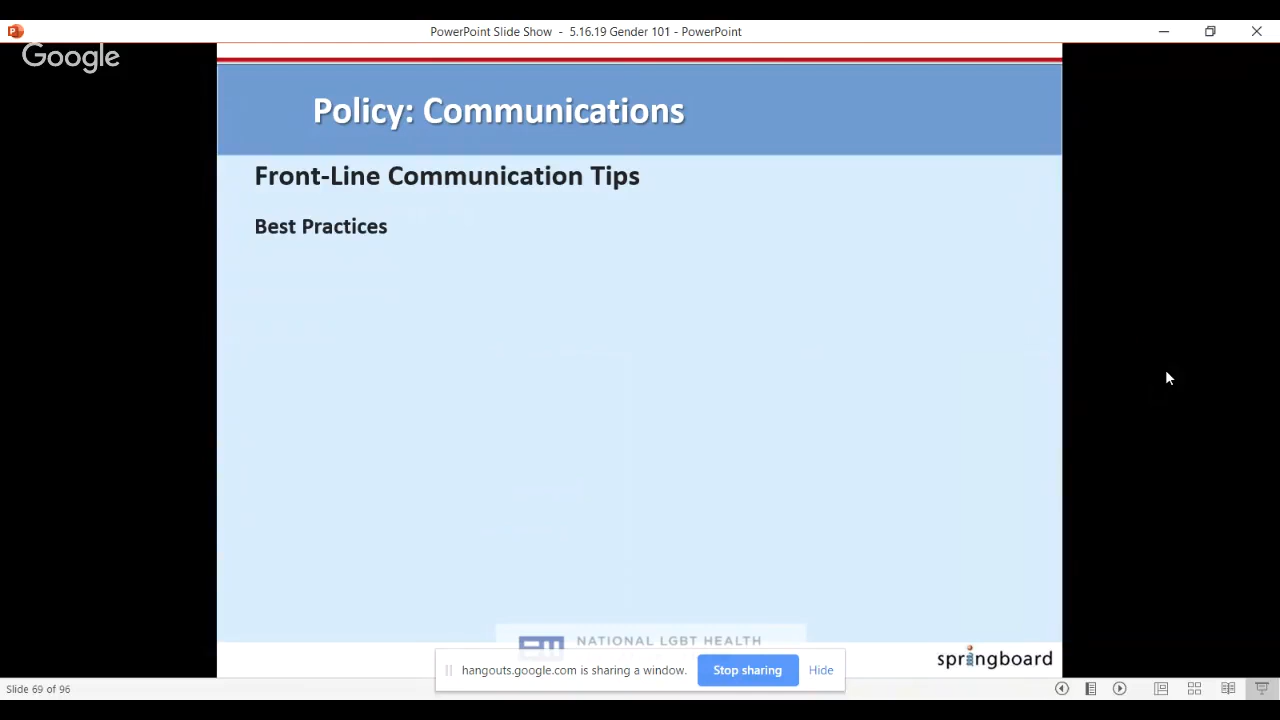 PowerPoint Slide Show - 5.16.19 Gender 101 - PowerPoint
Google
Policy: Communications
Front-Line Communication Tips
Best Practices
NATIONAL LGBT HEALTH
hangouts.google.com is sharing a window. Stop sharing Hide
springboard
Slide 69 of 96